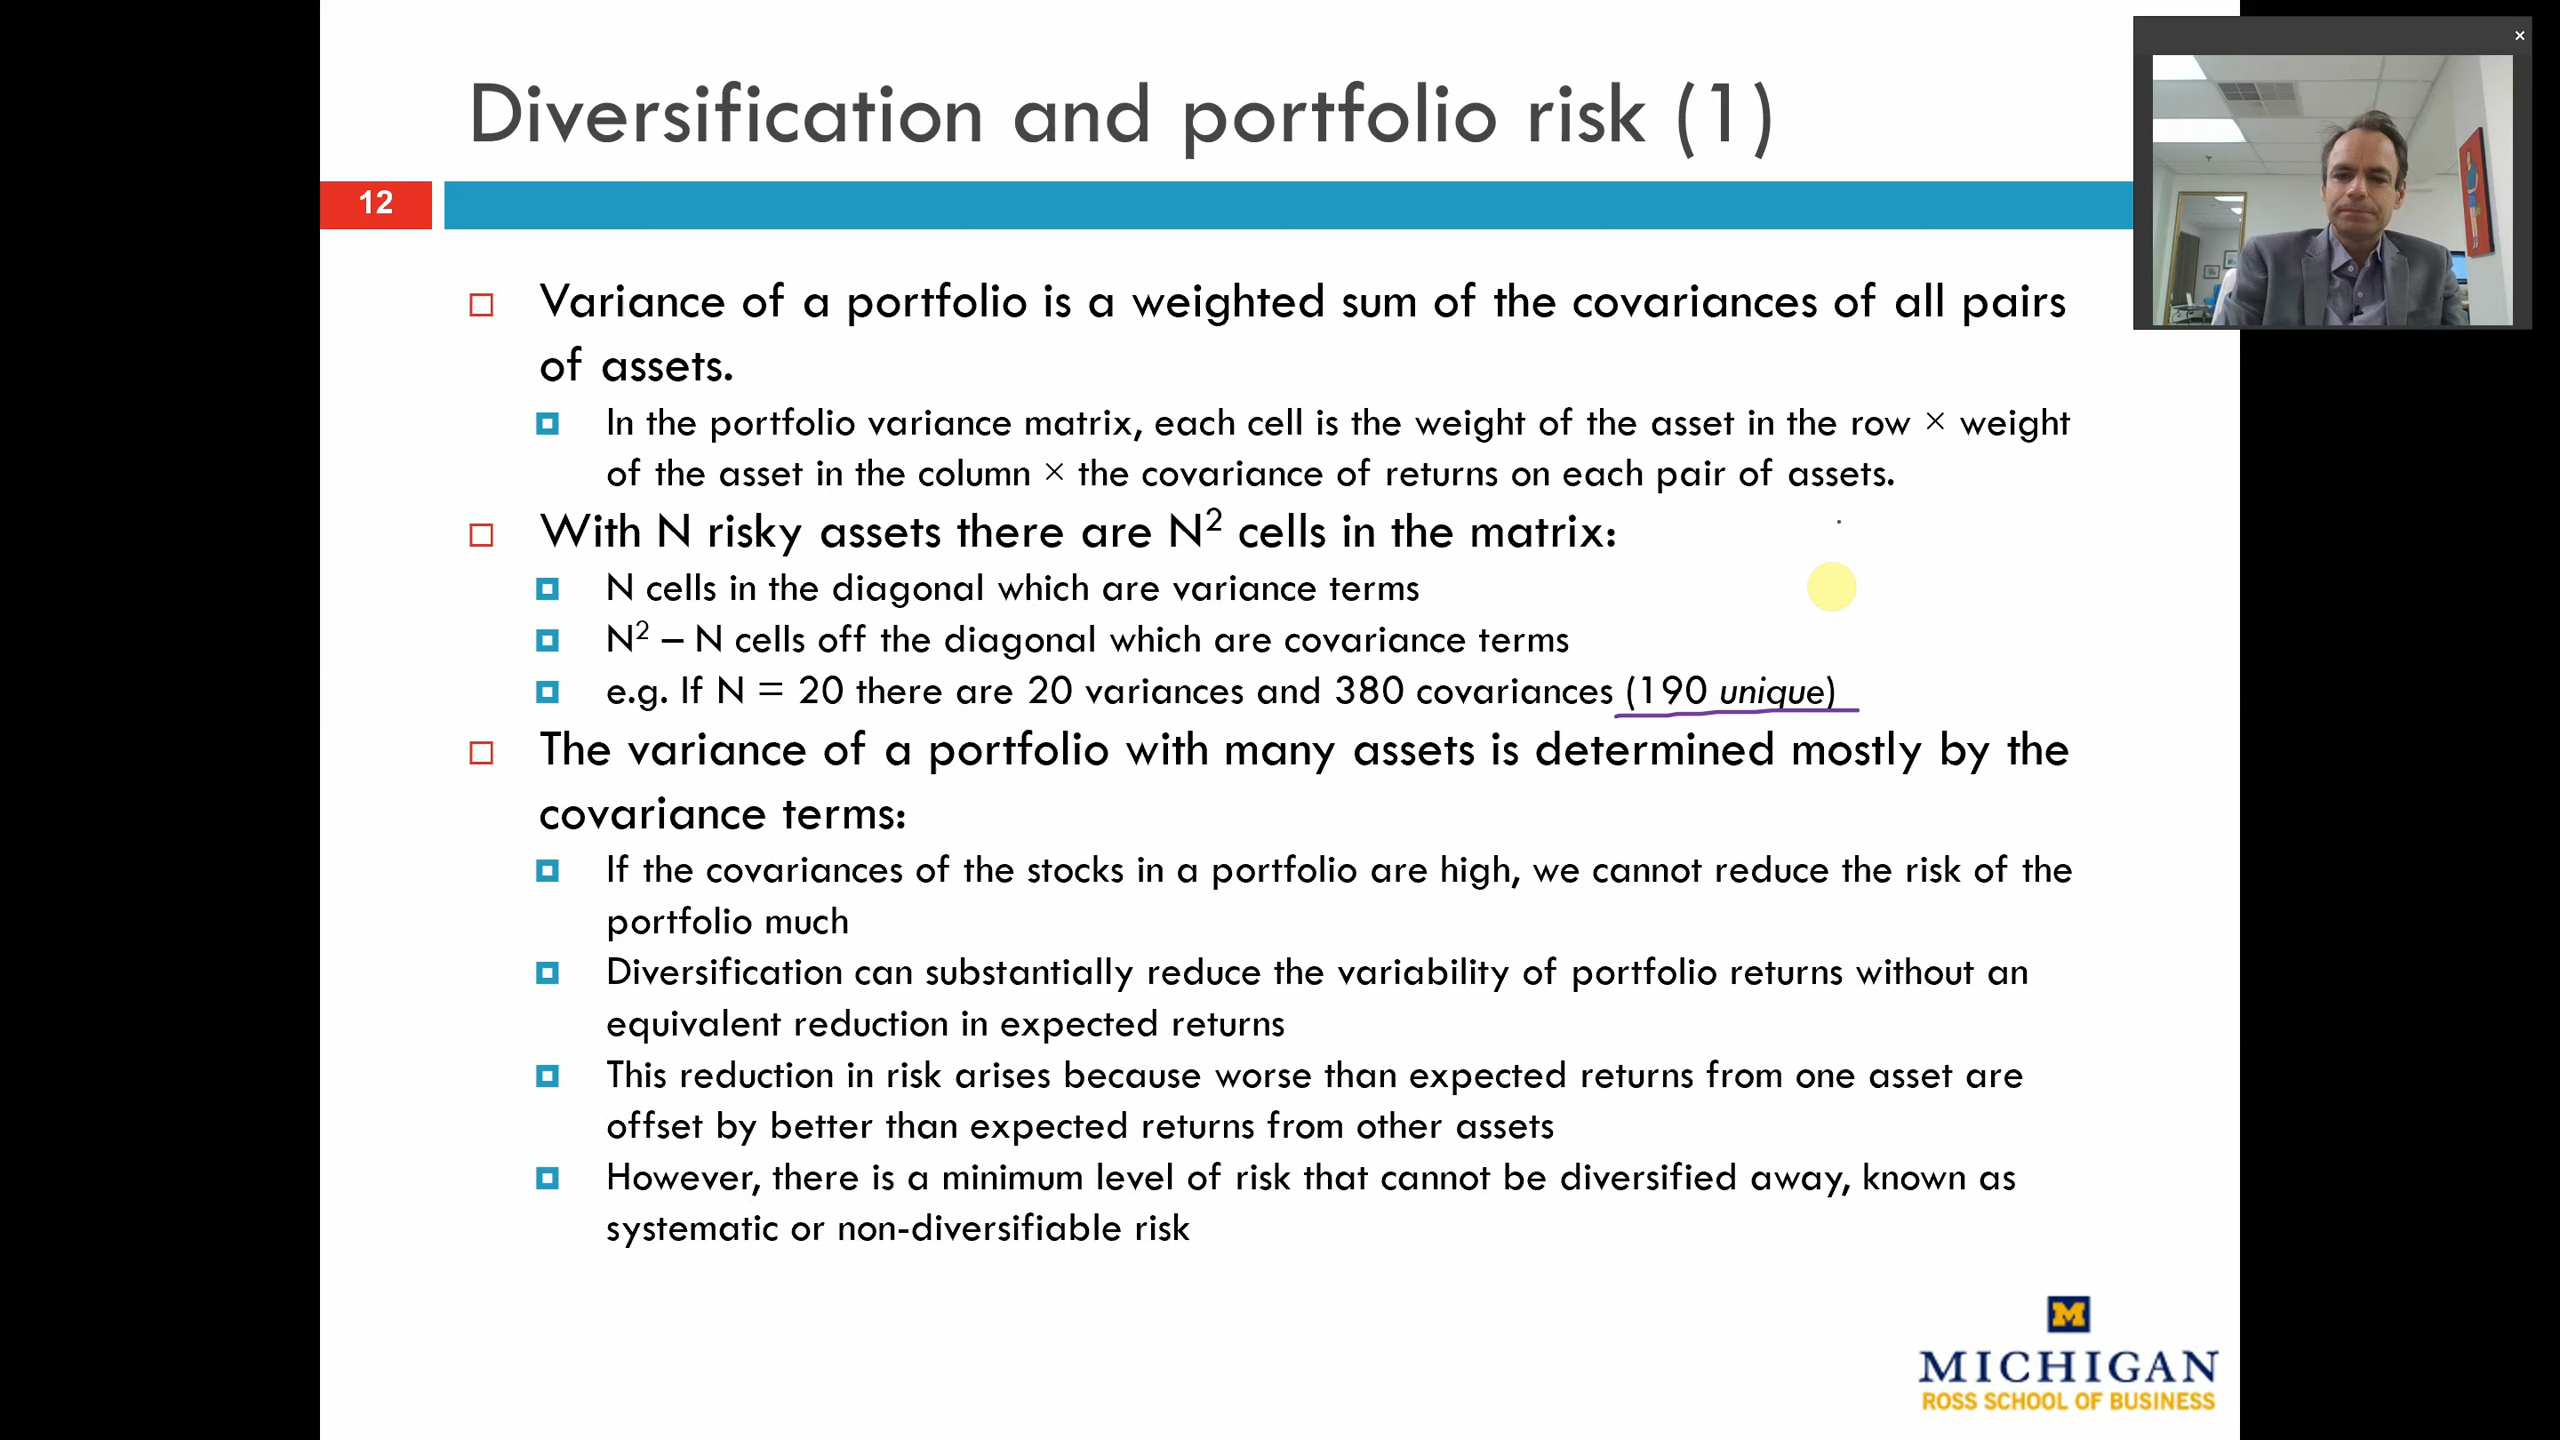 Diversification and portfolio risk (1)
12
Variance of a portfolio is a weighted sum of the covariances of all pairs
of assets.
In the portfolio variance matrix, each cell is the weight of the asset in the row × weight
of the asset in the column × the covariance of returns on each pair of assets.
With N risky assets there are N² cells in the matrix:
N cells in the diagonal which are variance terms
N² – N cells off the diagonal which are covariance terms
e.g. If N = 20 there are 20 variances and 380 covariances (190 unique)
The variance of a portfolio with many assets is determined mostly by the
covariance terms:
If the covariances of the stocks in a portfolio are high, we cannot reduce the risk of the
portfolio much
Diversification can substantially reduce the variability of portfolio returns without an
equivalent reduction in expected returns
This reduction in risk arises because worse than expected returns from one asset are
offset by better than expected returns from other assets
However, there is a minimum level of risk that cannot be diversified away, known as
systematic or non-diversifiable risk
M
MICHIGAN
ROSS SCHOOL OF BUSINESS